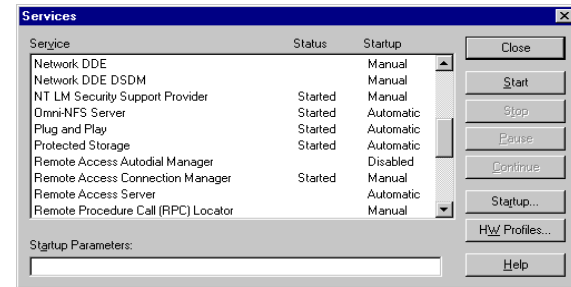 Services
Service Status Startup
Network DDE Manual
Network DDE DSDM Manual
NT LM Security Support Provider Started Manual
Omni-NFS Server Started Automatic
Plug and Play Started Automatic
Protected Storage Started Automatic
Remote Access Autodial Manager Disabled
Remote Access Connection Manager Started Manual
Remote Access Server Automatic
Remote Procedure Call (RPC) Locator Manual
Startup Parameters:
Close
Start
Stop
Pause
Continue
Startup...
HW Profiles...
Help